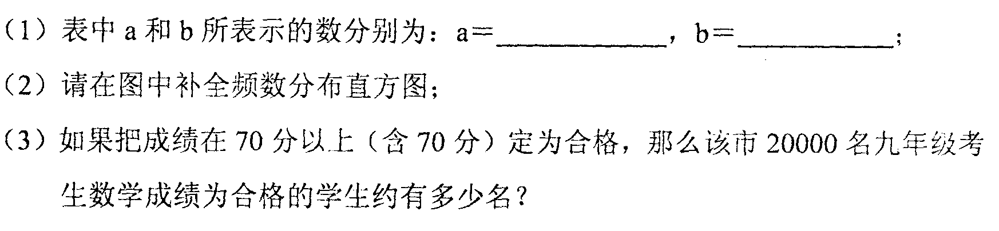 （1）表中 a 和 b 所表示的数分别为：a＝____________，b＝___________；
（2）请在图中补全频数分布直方图；
（3）如果把成绩在 70 分以上（含 70 分）定为合格，那么该市 20000 名九年级考
生数学成绩为合格的学生约有多少名？